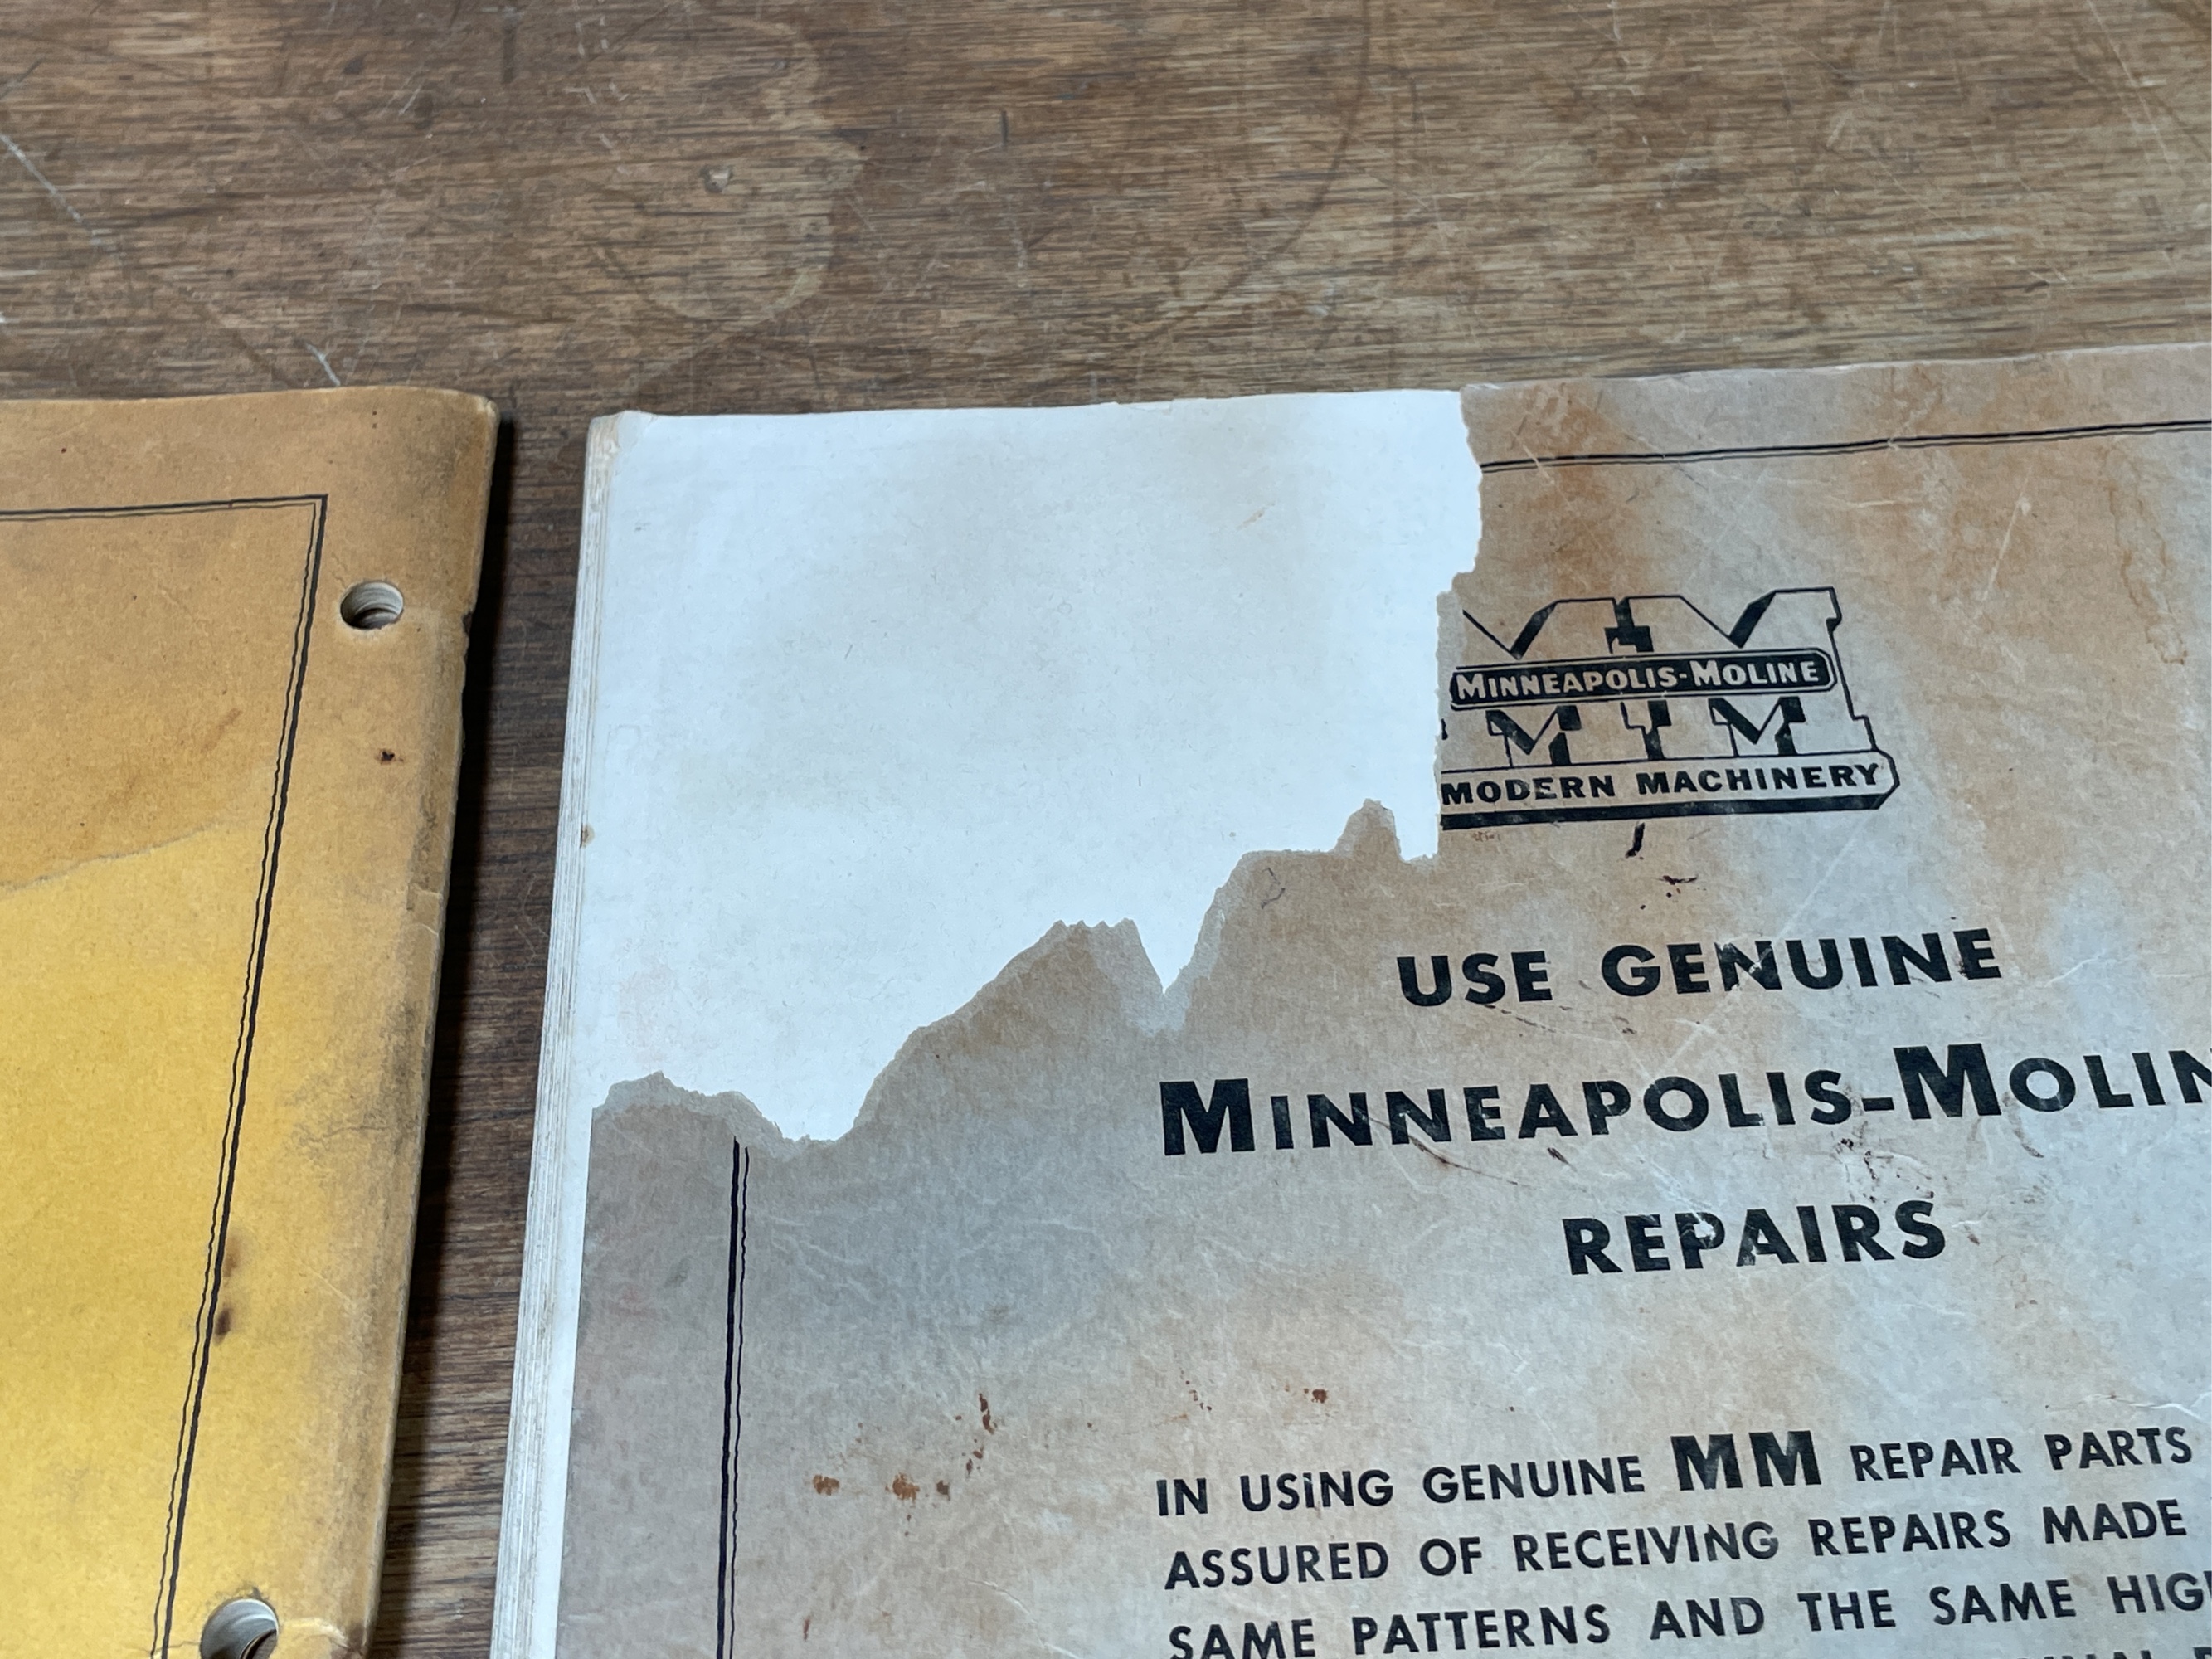 MINNEAPOLIS-MOLINE
MODERN MACHINERY
USE GENUINE
MINNEAPOLIS-MOLIN
REPAIRS
IN USING GENUINE MM REPAIR PARTS
ASSURED OF RECEIVING REPAIRS MADE
SAME PATTERNS AND THE SAME HIG